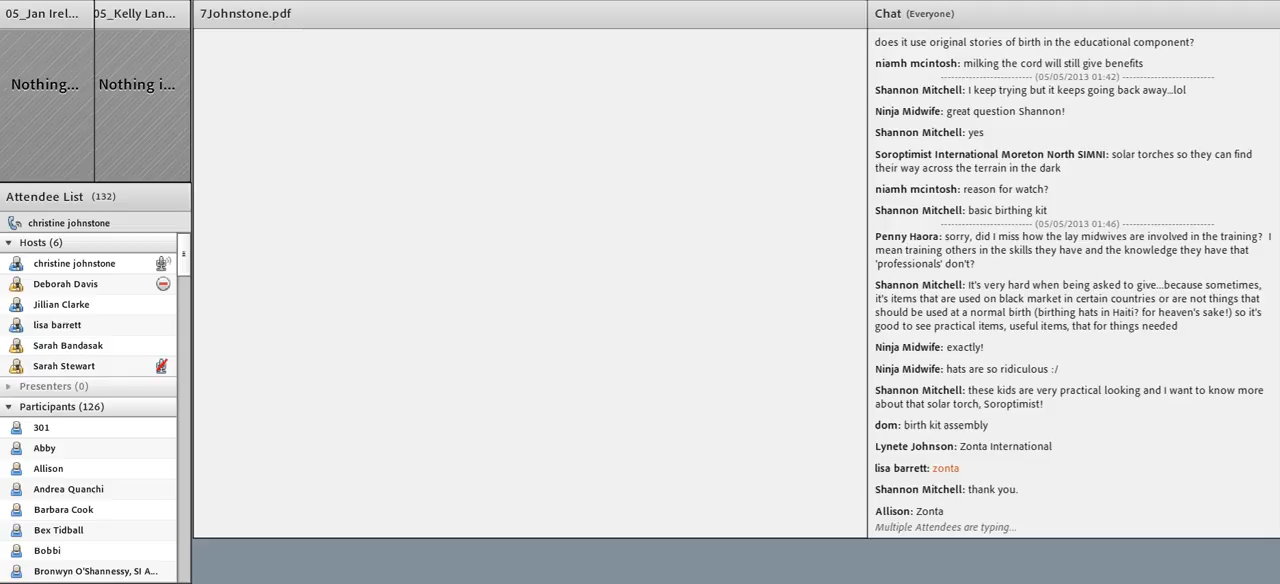 05_Jan Irel...
05_Kelly Lan...
7Johnstone.pdf
Chat (Everyone)
Nothing...
Nothing i...
Attendee List (132)
christine johnstone
Hosts (6)
christine johnstone
Deborah Davis
Jillian Clarke
lisa barrett
Sarah Bandasak
Sarah Stewart
Presenters (0)
Participants (126)
301
Abby
Allison
Andrea Quanchi
Barbara Cook
Bex Tidball
Bobbi
Bronwyn O'Shannessy, SI A...
does it use original stories of birth in the educational component?
niamh mcintosh: milking the cord will still give benefits
------------------------- (05/05/2013 01:42) -------------------------
Shannon Mitchell: I keep trying but it keeps going back away...lol
Ninja Midwife: great question Shannon!
Shannon Mitchell: yes
Soroptimist International Moreton North SIMNI: solar torches so they can find
their way across the terrain in the dark
niamh mcintosh: reason for watch?
Shannon Mitchell: basic birthing kit
------------------------- (05/05/2013 01:46) -------------------------
Penny Haora: sorry, did I miss how the lay midwives are involved in the training? I
mean training others in the skills they have and the knowledge they have that
'professionals' don't?
Shannon Mitchell: It's very hard when being asked to give...because sometimes,
it's items that are used on black market in certain countries or are not things that
should be used at a normal birth (birthing hats in Haiti? for heaven's sake!) so it's
good to see practical items, useful items, that for things needed
Ninja Midwife: exactly!
Ninja Midwife: hats are so ridiculous :/
Shannon Mitchell: these kids are very practical looking and I want to know more
about that solar torch, Soroptimist!
dom: birth kit assembly
Lynete Johnson: Zonta International
lisa barrett: zonta
Shannon Mitchell: thank you.
Allison: Zonta
Multiple Attendees are typing...